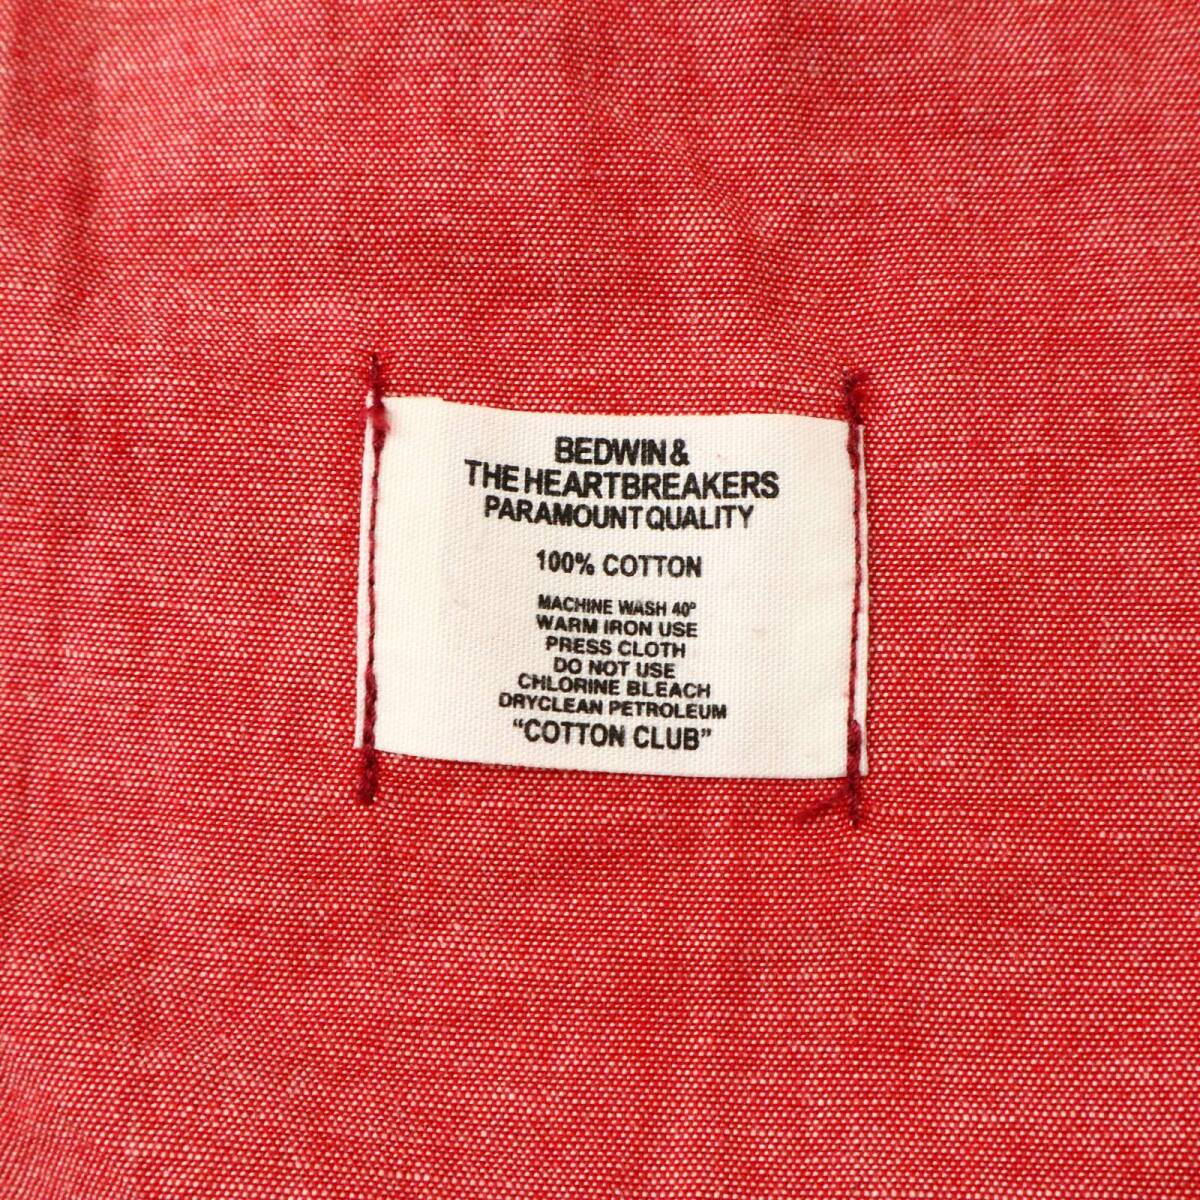 BEDWIN&
THE HEARTBREAKERS
PARAMOUNT QUALITY
100% COTTON
MACHINE WASH 40°
WARM IRON USE
PRESS CLOTH
DO NOT USE
CHLORINE BLEACH
DRYCLEAN PETROLEUM
“COTTON CLUB”